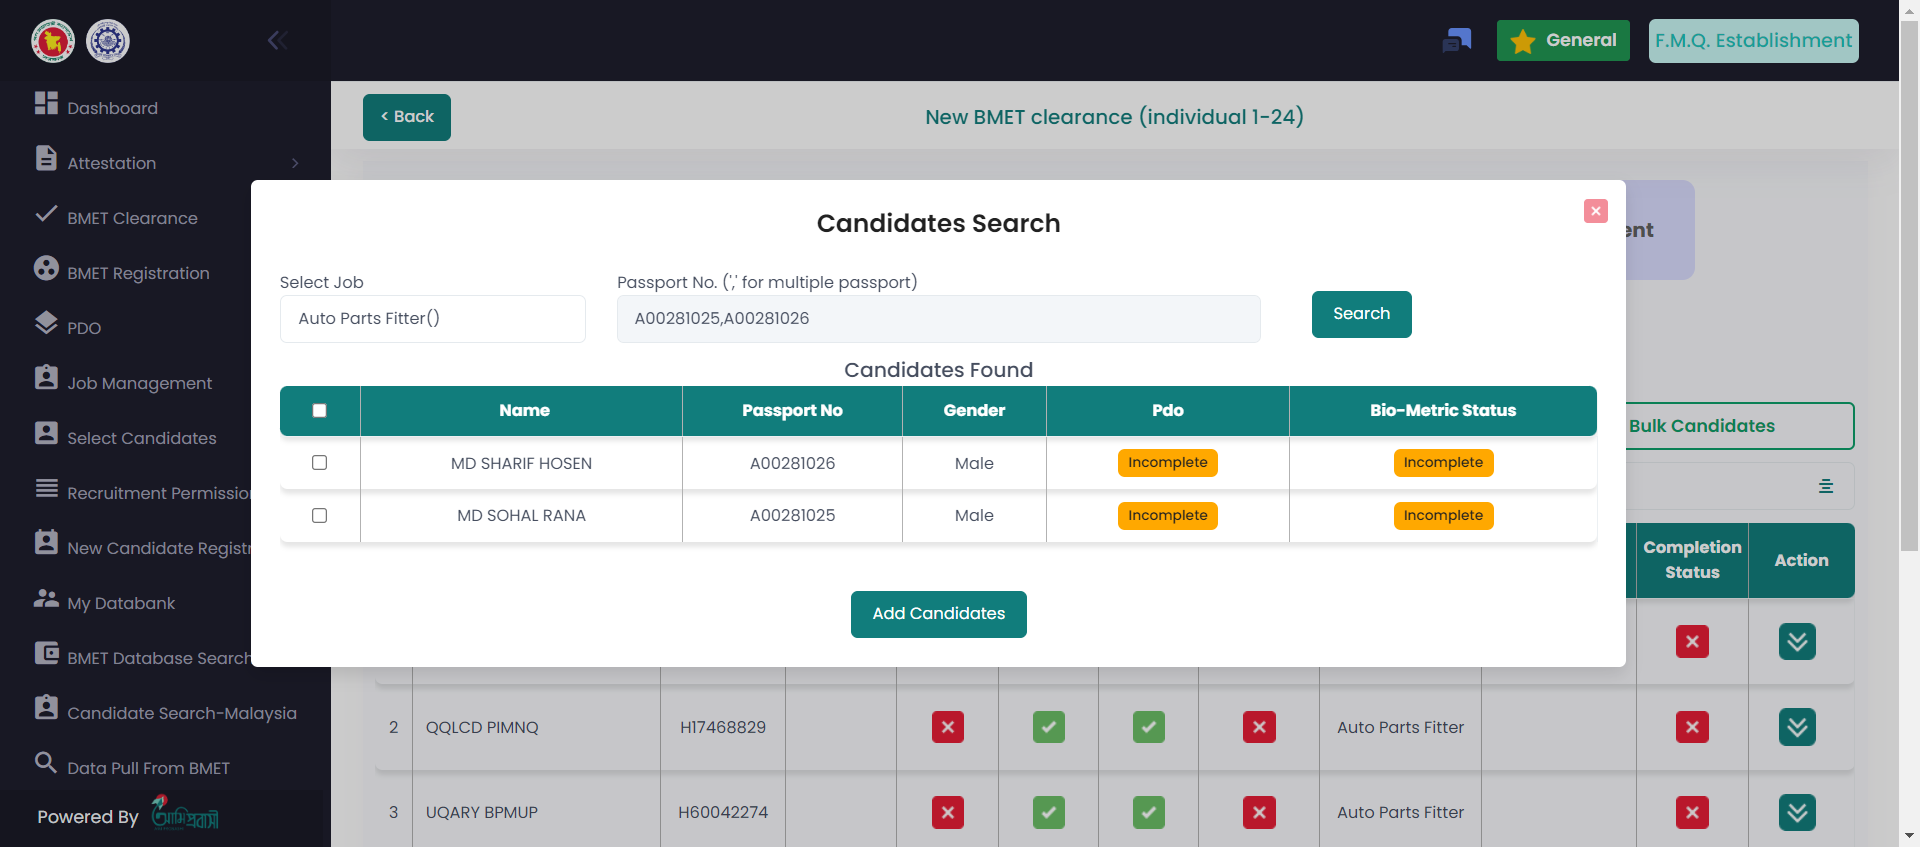 General
F.M.Q. Establishment
Dashboard
Attestation
BMET Clearance
BMET Registration
PDO
Job Management
Select Candidates
Recruitment Permission
New Candidate Registr
My Databank
BMET Database Search
Candidate Search-Malaysia
Data Pull From BMET
Powered By আমি প্রবাসী
< Back
New BMET clearance (individual 1-24)
ent
Candidates Search
Select Job
Passport No. (',' for multiple passport)
Auto Parts Fitter()
A00281025,A00281026
Search
Candidates Found
Name Passport No Gender Pdo Bio-Metric Status
MD SHARIF HOSEN A00281026 Male Incomplete Incomplete
MD SOHAL RANA A00281025 Male Incomplete Incomplete
Add Candidates
Bulk Candidates
Completion Status Action
2 QQLCD PIMNQ H17468829 Auto Parts Fitter
3 UQARY BPMUP H60042274 Auto Parts Fitter